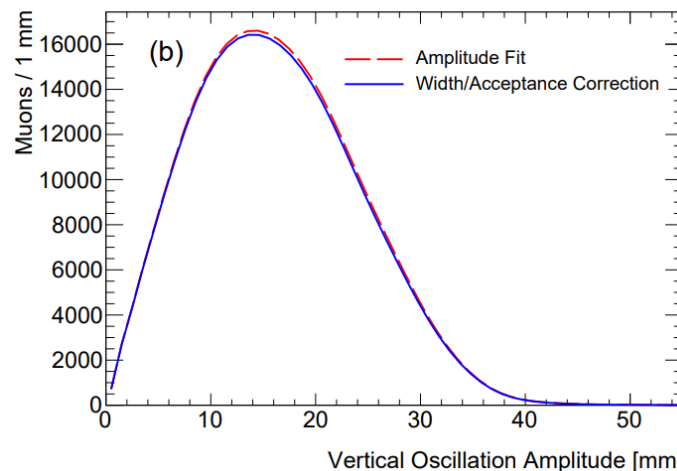 (b)
Amplitude Fit
Width/Acceptance Correction
Muons / 1 mm
16000
14000
12000
10000
8000
6000
4000
2000
0
0 10 20 30 40 50
Vertical Oscillation Amplitude [mm